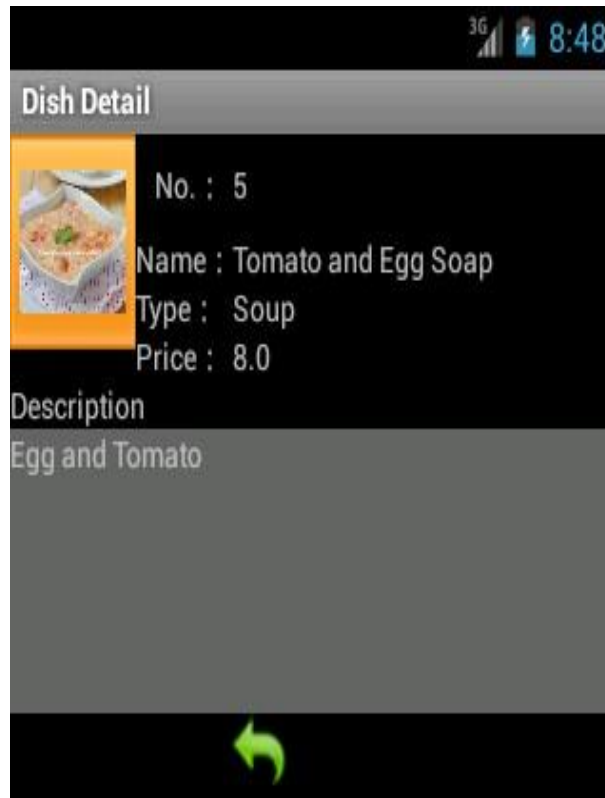 3G 8:48
Dish Detail
No. : 5
Name : Tomato and Egg Soap
Type : Soup
Price : 8.0
Description
Egg and Tomato